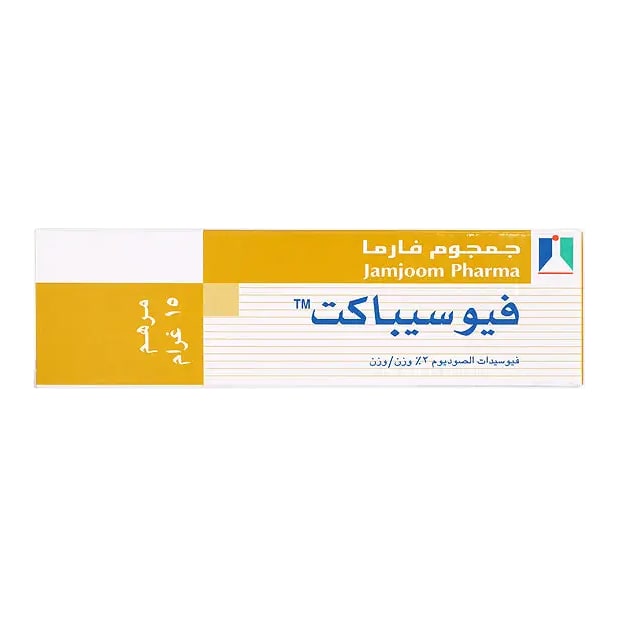 جمجوم فارما
Jamjoom Pharma
فيوسيباكت™
فيوسيدات الصوديوم ٢٪ وزن/وزن
مرهم
١٥ غرام